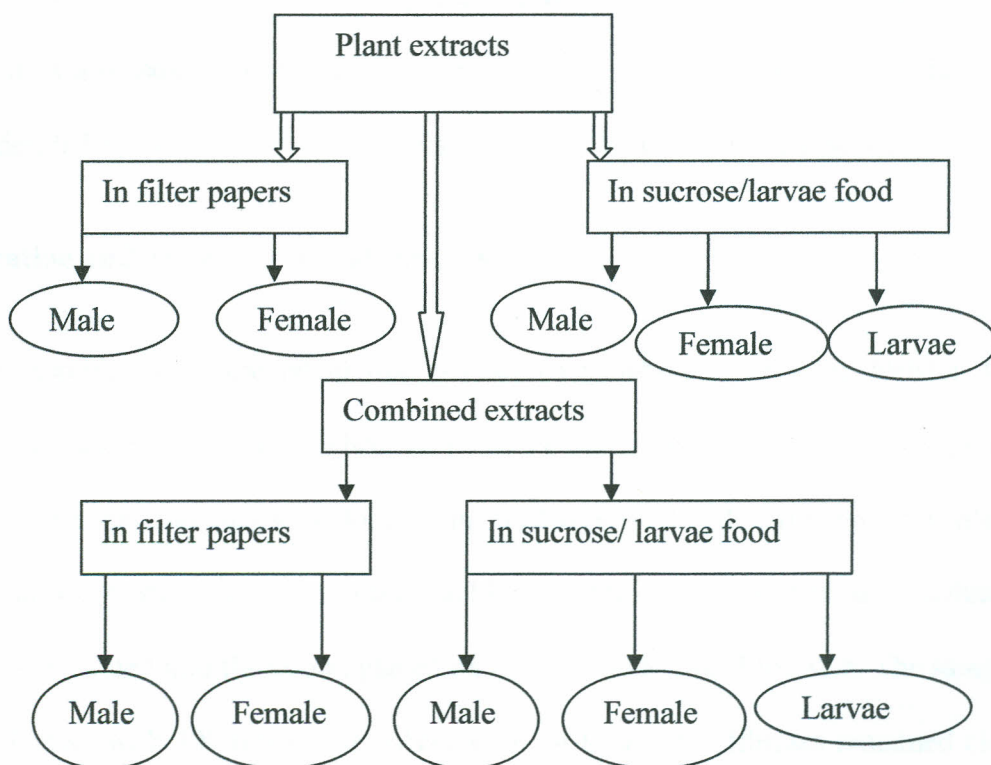 Plant extracts
In filter papers
In sucrose/larvae food
Male
Female
Male
Female
Larvae
Combined extracts
In filter papers
In sucrose/ larvae food
Male
Female
Male
Female
Larvae